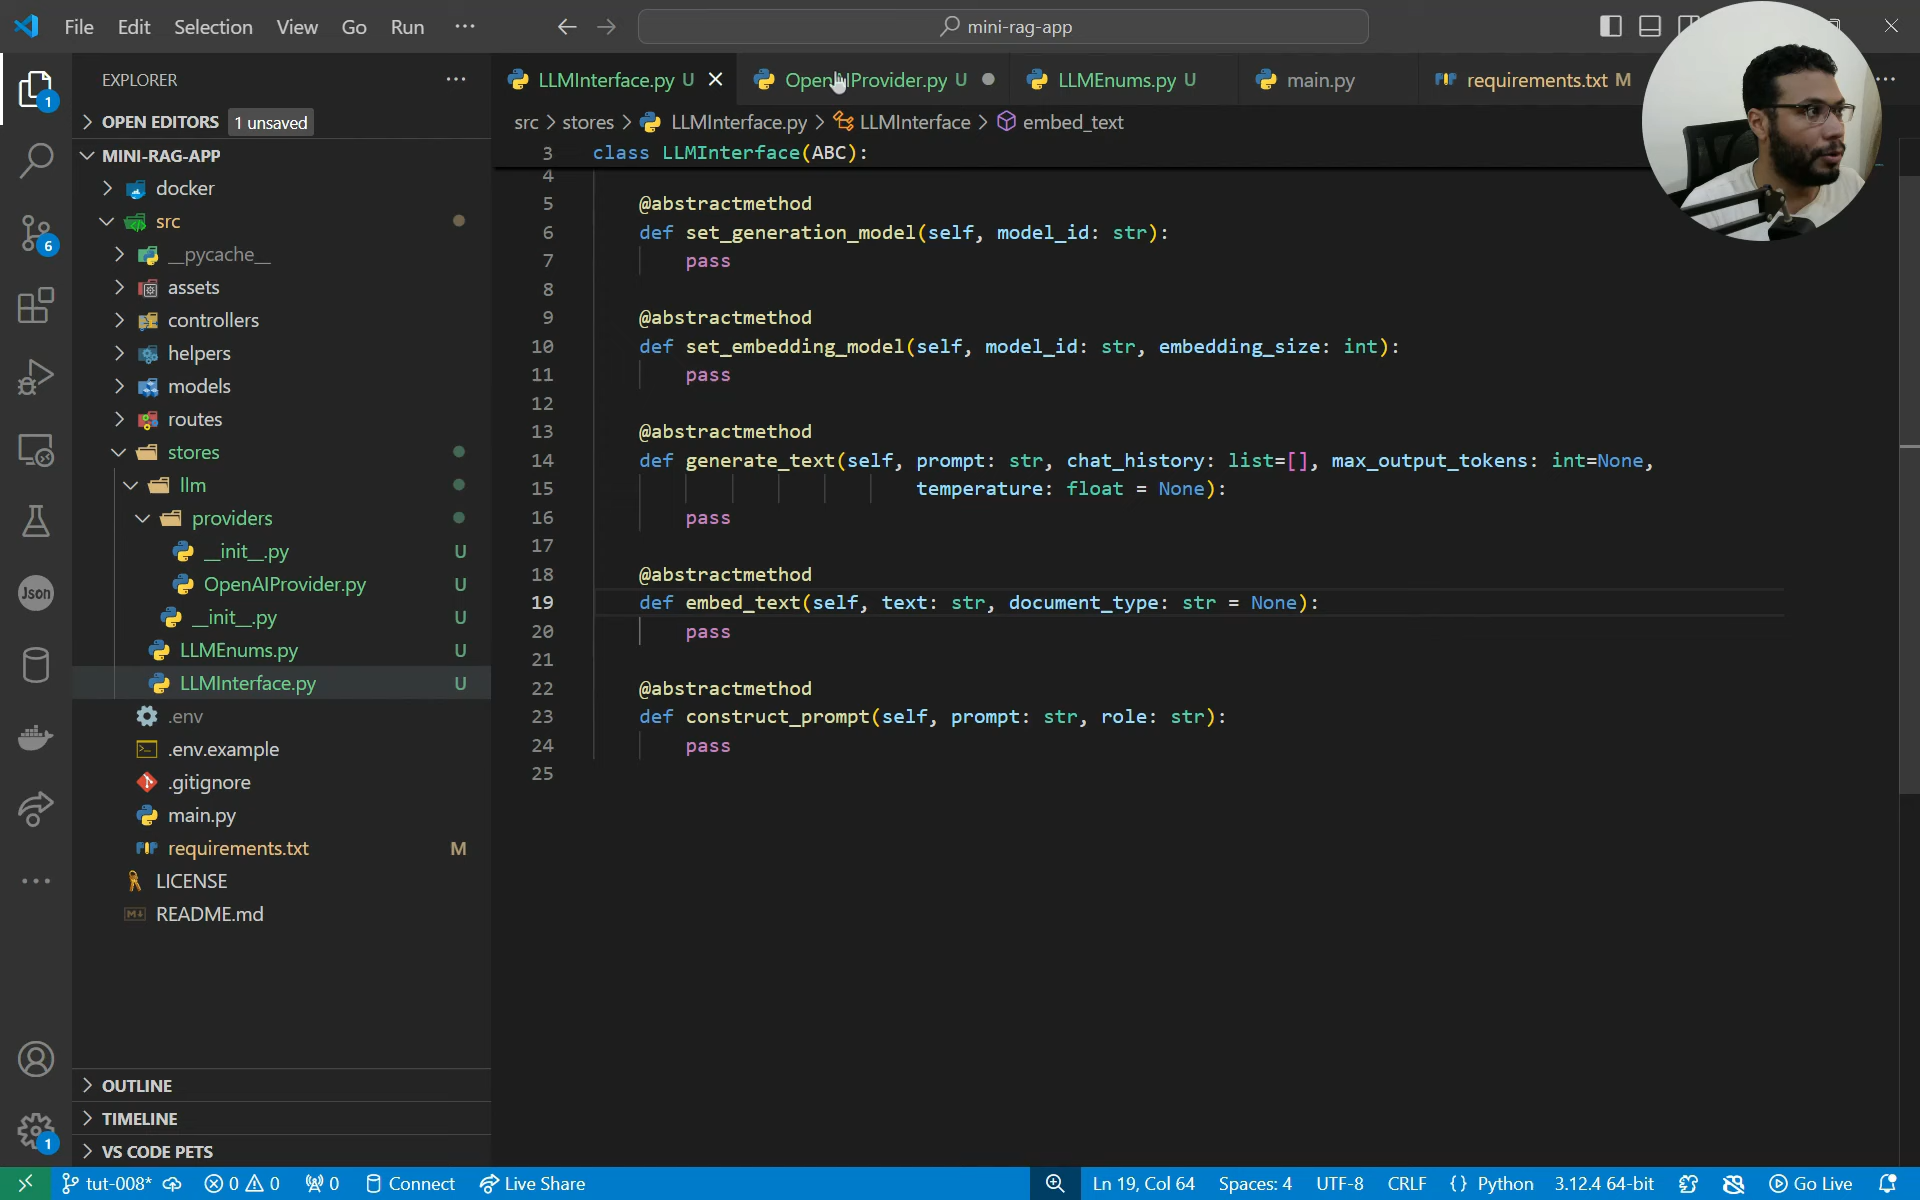 File Edit Selection View Go Run ···
mini-rag-app
EXPLORER
OPEN EDITORS 1 unsaved
MINI-RAG-APP
docker
src
__pycache__
assets
controllers
helpers
models
routes
stores
llm
providers
__init__.py U
OpenAIProvider.py U
__init__.py U
LLMEnums.py U
LLMInterface.py U
.env
.env.example
.gitignore
main.py
requirements.txt M
LICENSE
README.md
OUTLINE
TIMELINE
VS CODE PETS
1
6
Json
1
LLMInterface.py U OpenAIProvider.py U LLMEnums.py U main.py requirements.txt M
src > stores > LLMInterface.py > LLMInterface > embed_text
3 class LLMInterface(ABC):
4
5 @abstractmethod
6 def set_generation_model(self, model_id: str):
7 pass
8
9 @abstractmethod
10 def set_embedding_model(self, model_id: str, embedding_size: int):
11 pass
12
13 @abstractmethod
14 def generate_text(self, prompt: str, chat_history: list=[], max_output_tokens: int=None,
15 temperature: float = None):
16 pass
17
18 @abstractmethod
19 def embed_text(self, text: str, document_type: str = None):
20 pass
21
22 @abstractmethod
23 def construct_prompt(self, prompt: str, role: str):
24 pass
25
tut-008* 0 0 0 Connect Live Share Ln 19, Col 64 Spaces: 4 UTF-8 CRLF {} Python 3.12.4 64-bit Go Live